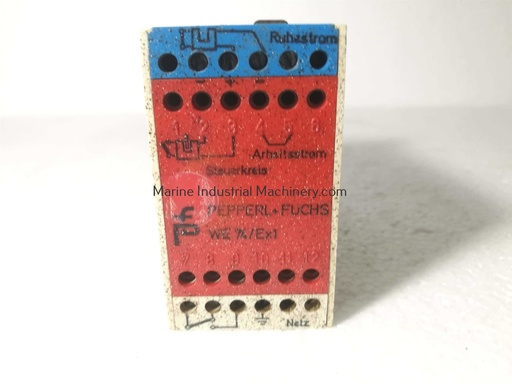 Ruhestrom
1 2 3 4 5 6
Arbeitsstrom
Steuerkreis
Marine Industrial Machinery.com
PEPPERL+FUCHS
WE 77/Ex1
7 8 9 10 11 12
Netz